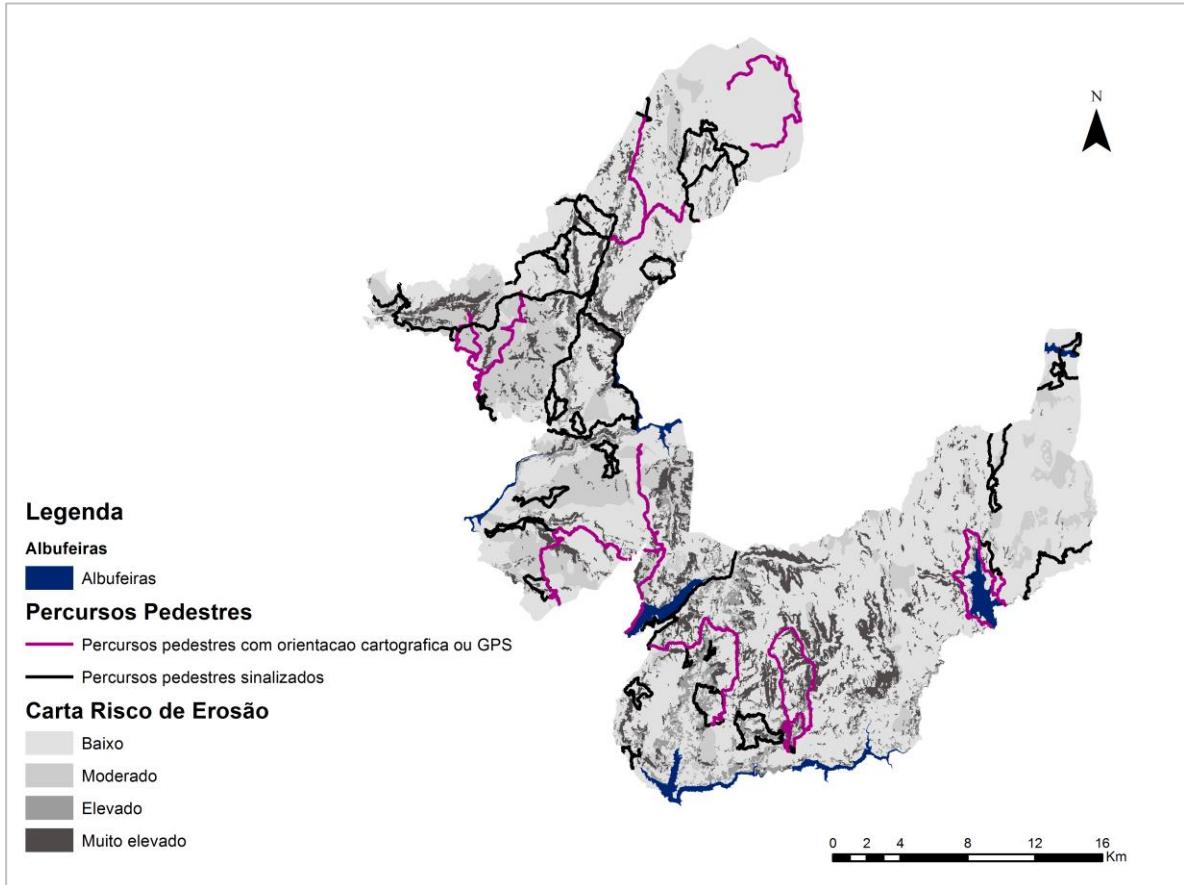 N
Legenda
Albufeiras
Albufeiras
Percursos Pedestres
Percursos pedestres com orientacao cartografica ou GPS
Percursos pedestres sinalizados
Carta Risco de Erosão
Baixo
Moderado
Elevado
Muito elevado
0 2 4 8 12 16
Km